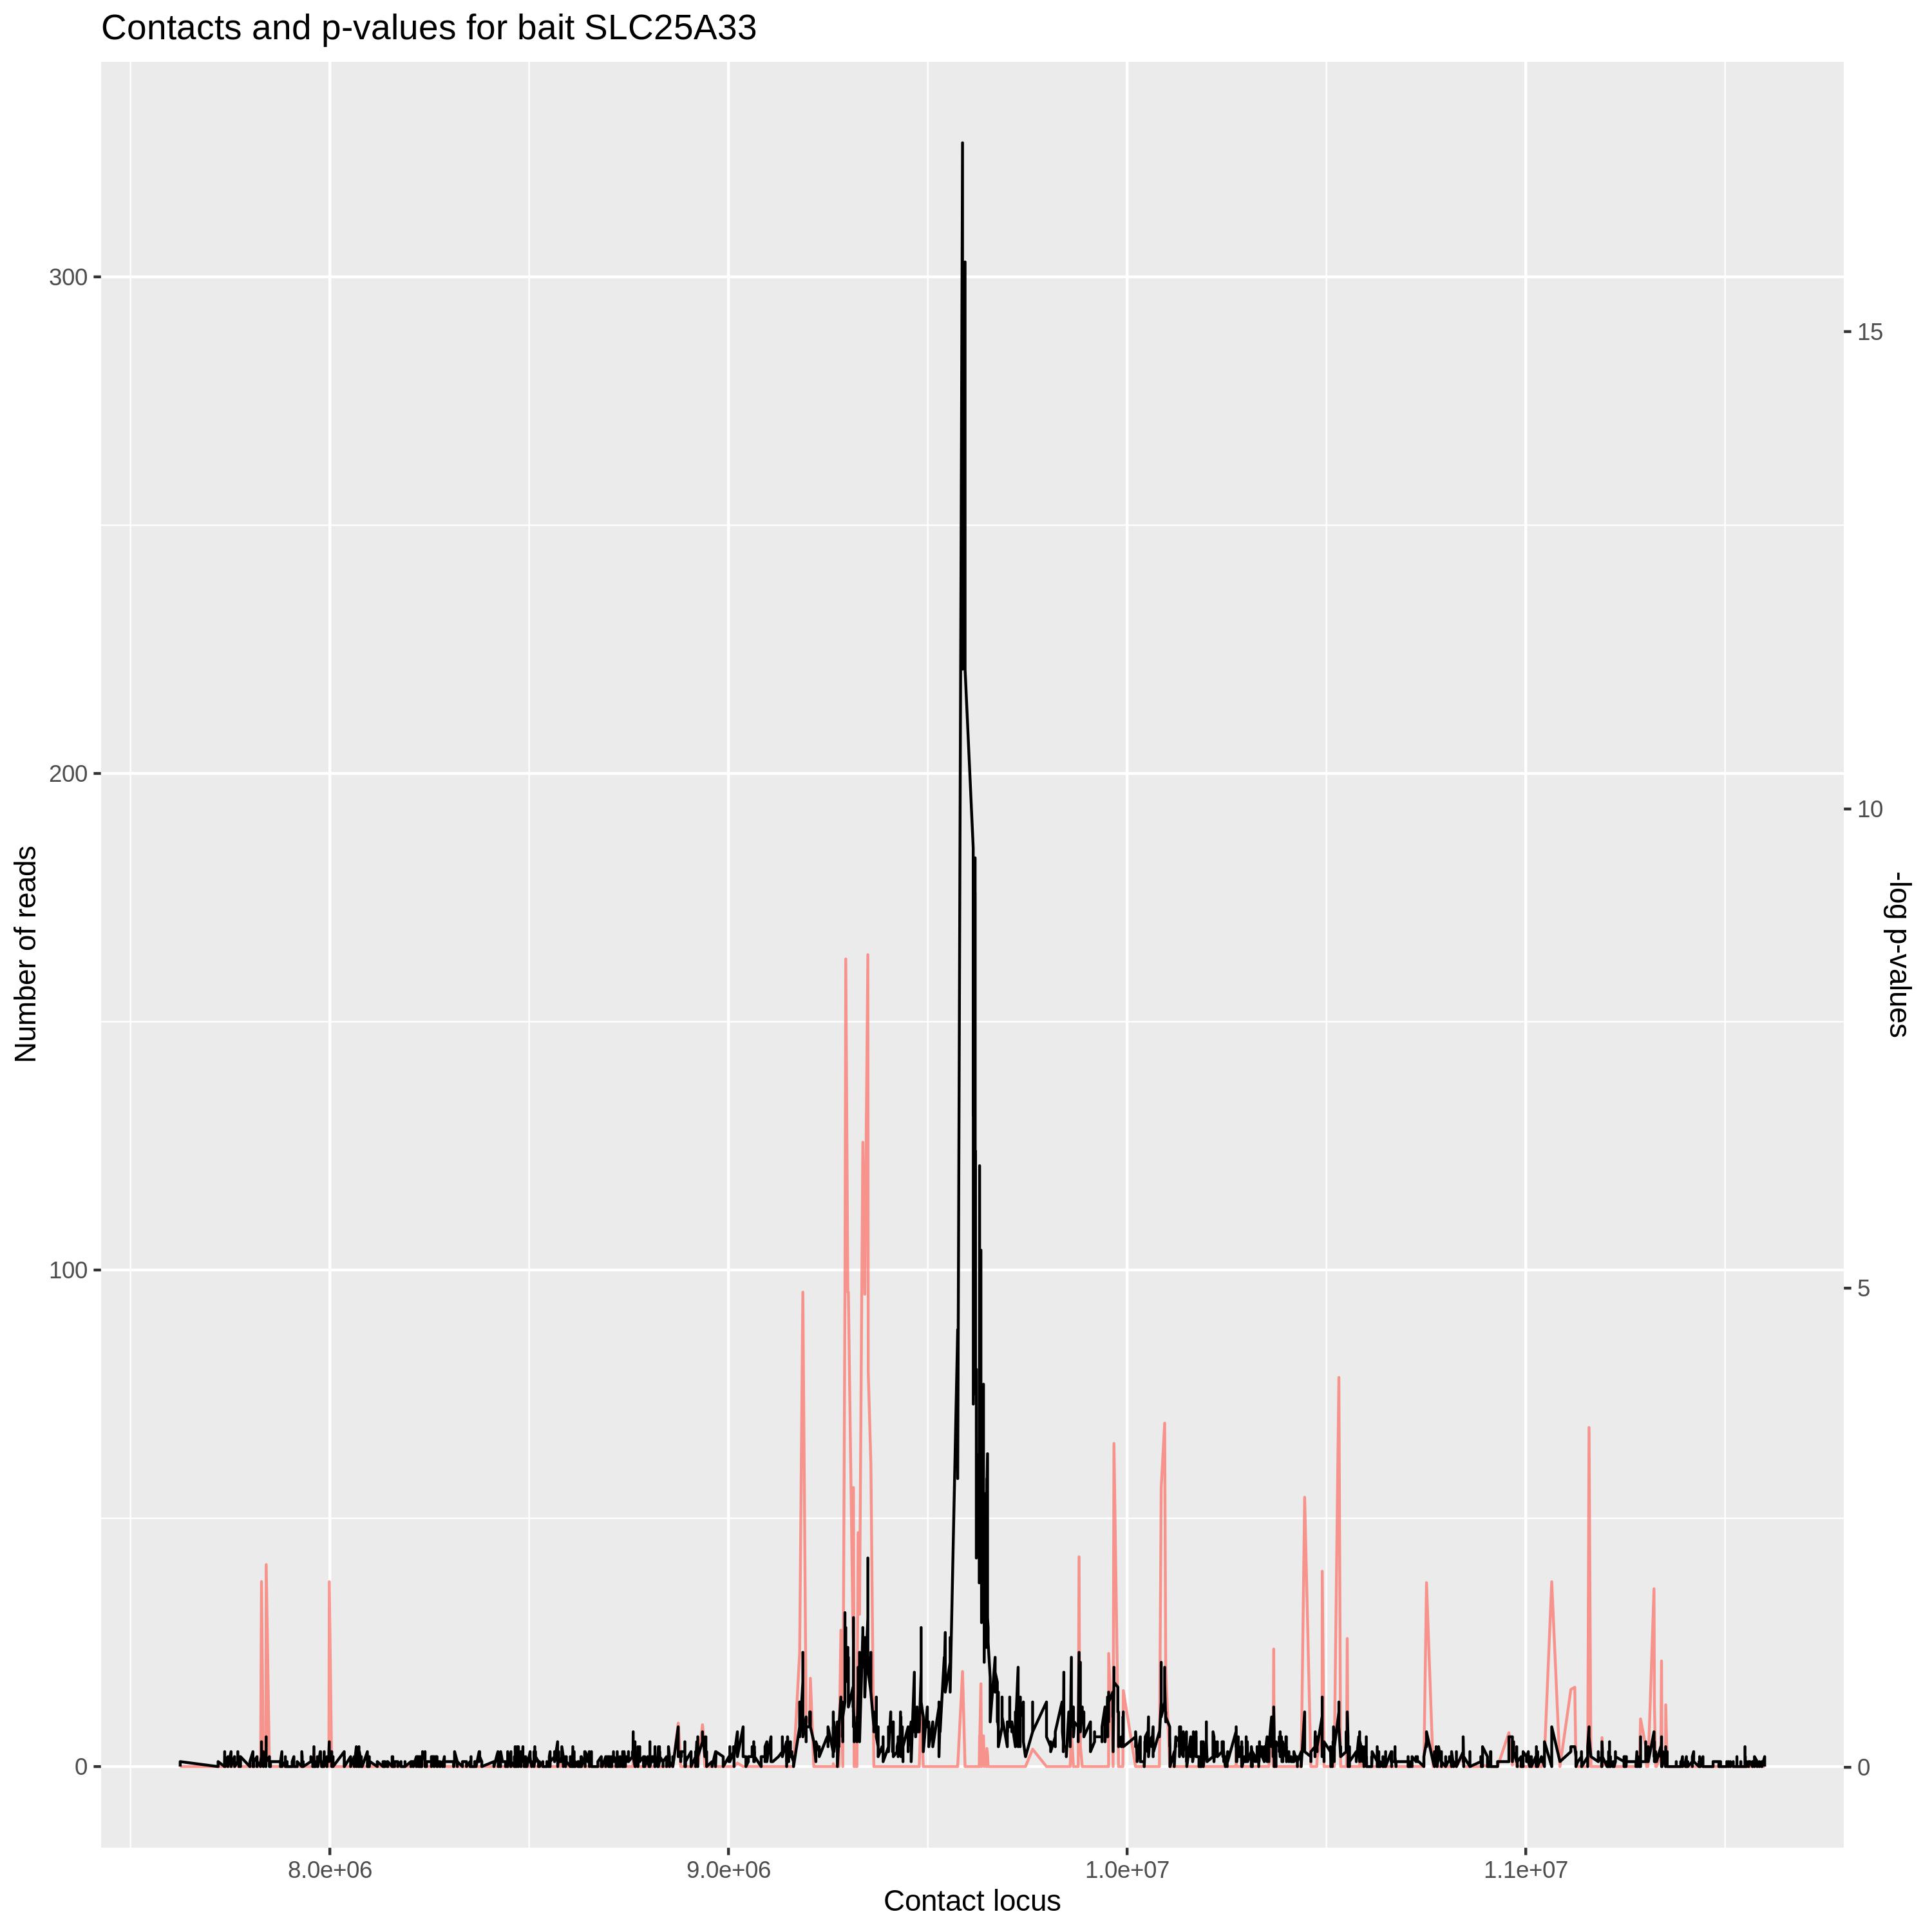 Contacts and p-values for bait SLC25A33
300
200
100
0
Number of reads
15
10
5
0
-log p-values
8.0e+06
9.0e+06
1.0e+07
1.1e+07
Contact locus